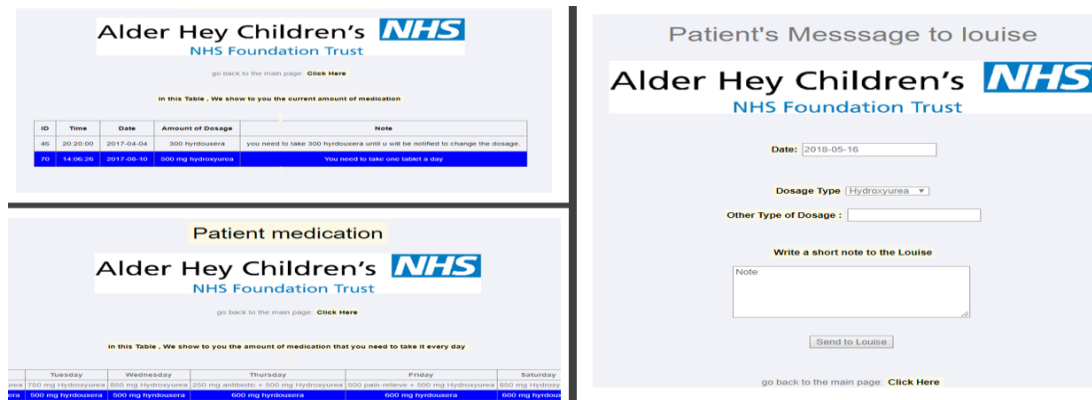 Alder Hey Children's NHS
NHS Foundation Trust
go back to the main page: Click Here
in this Table , We show to you the current amount of medication
ID Time Date Amount of Dosage Note
46 20:20:00 2017-04-04 300 hyrdouxera you need to take 300 hyrdouxera until u will be notified to change the dosage.
70 14:06:26 2017-08-10 500 mg hydroxyurea You need to take one tablet a day
Patient medication
Alder Hey Children's NHS
NHS Foundation Trust
go back to the main page: Click Here
in this Table , We show to you the amount of medication that you need to take it every day
Tuesday Wednesday Thursday Friday Saturday
urea 750 mg Hydroxyurea 850 mg Hydroxyurea 250 mg antibiotic + 500 mg Hydroxyurea 500 pain-relieve + 500 mg Hydroxyurea 850 mg Hydroxy
era 500 mg hyrdouxera 500 mg hyrdouxera 600 mg hyrdouxera 600 mg hyrdouxera 600 mg hyrdoux
Patient's Messsage to louise
Alder Hey Children's NHS
NHS Foundation Trust
Date: 2018-05-16
Dosage Type Hydroxyurea
Other Type of Dosage :
Write a short note to the Louise
Note
Send to Louise
go back to the main page: Click Here